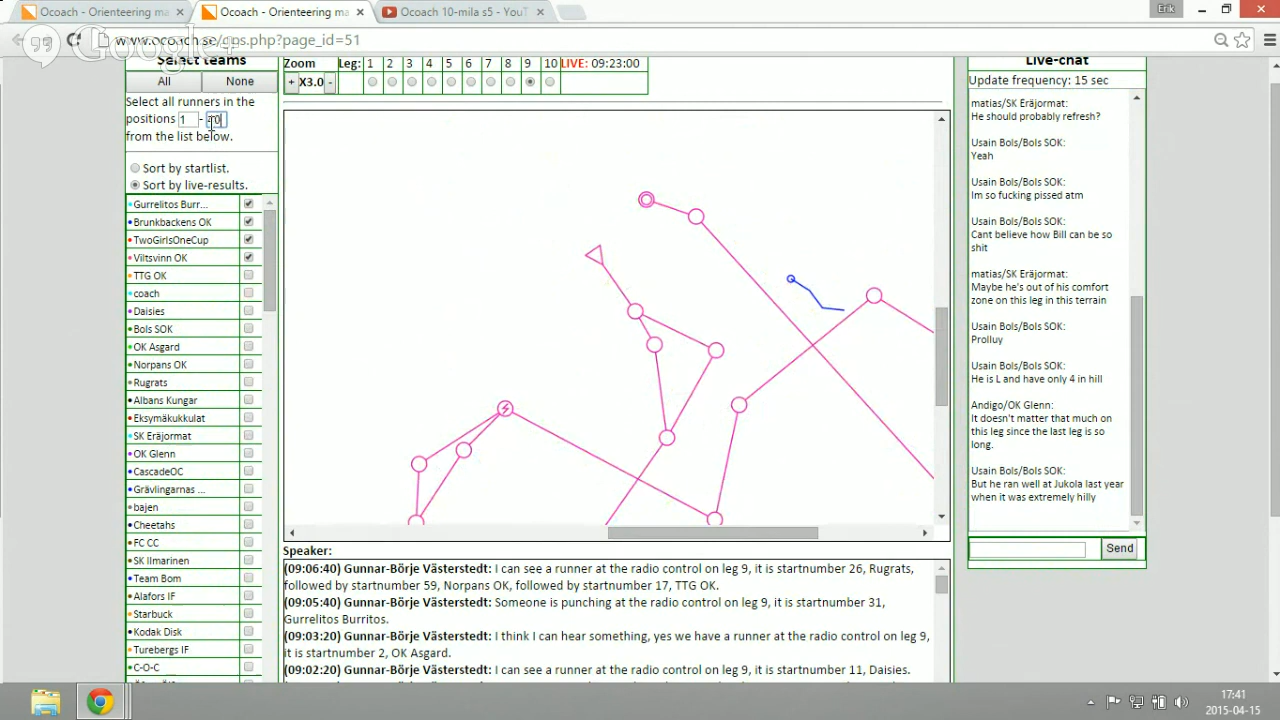 Ocoach - Orienteering ma
Ocoach - Orienteering ma
Ocoach 10-mila s5 - YouT
Erik
www.ocoach.se/gps.php?page_id=51
Google+
Select teams
All
None
Select all runners in the
positions 1 -
from the list below.
Sort by startlist.
Sort by live-results.
Gurrelitos Burr...
Brunkbackens OK
TwoGirlsOneCup
Viltsvinn OK
TTG OK
coach
Daisies
Bols SOK
OK Asgard
Norpans OK
Rugrats
Albans Kungar
Eksymäkukkulat
SK Eräjormat
OK Glenn
CascadeOC
Grävlingarnas ...
bajen
Cheetahs
FC CC
SK Ilmarinen
Team Bom
Alafors IF
Starbuck
Kodak Disk
Turebergs IF
C-O-C
Zoom Leg: 1 2 3 4 5 6 7 8 9 10 LIVE: 09:23:00
+ X3.0 -
Speaker:
(09:06:40) Gunnar-Börje Västerstedt: I can see a runner at the radio control on leg 9, it is startnumber 26, Rugrats,
followed by startnumber 59, Norpans OK, followed by startnumber 17, TTG OK.
(09:05:40) Gunnar-Börje Västerstedt: Someone is punching at the radio control on leg 9, it is startnumber 31,
Gurrelitos Burritos.
(09:03:20) Gunnar-Börje Västerstedt: I think I can hear something, yes we have a runner at the radio control on leg 9,
it is startnumber 2, OK Asgard.
(09:02:20) Gunnar-Börje Västerstedt: I can see a runner at the radio control on leg 9, it is startnumber 11, Daisies.
Live-chat
Update frequency: 15 sec
matias/SK Eräjormat:
He should probably refresh?
Usain Bols/Bols SOK:
Yeah
Usain Bols/Bols SOK:
Im so fucking pissed atm
Usain Bols/Bols SOK:
Cant believe how Bill can be so
shit
matias/SK Eräjormat:
Maybe he's out of his comfort
zone on this leg in this terrain
Usain Bols/Bols SOK:
Prolluy
Usain Bols/Bols SOK:
He is L and have only 4 in hill
Andigo/OK Glenn:
It doesn't matter that much on
this leg since the last leg is so
long.
Usain Bols/Bols SOK:
But he ran well at Jukola last year
when it was extremely hilly
Send
17:41
2015-04-15